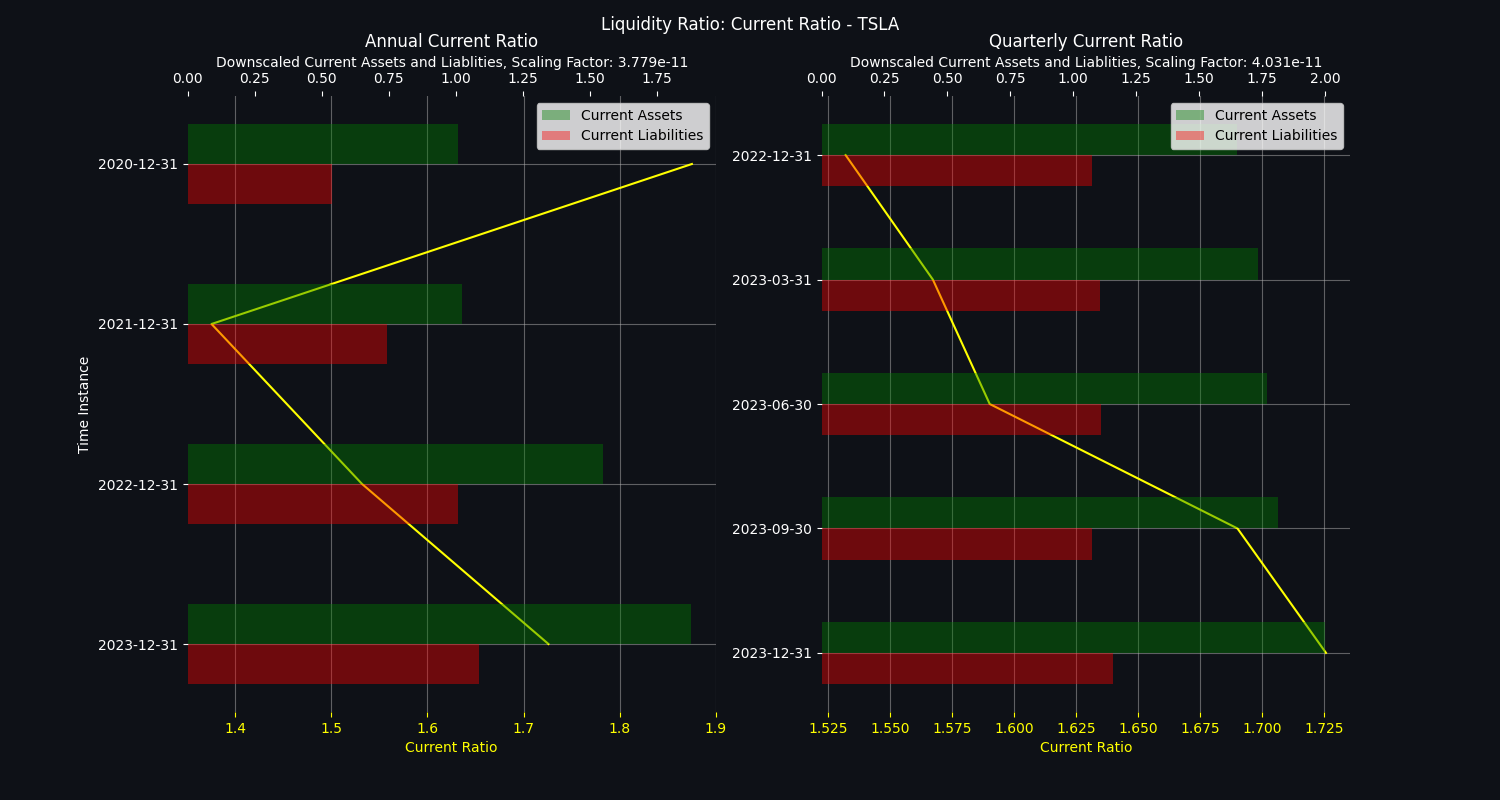 Liquidity Ratio: Current Ratio - TSLA
Annual Current Ratio
Downscaled Current Assets and Liablities, Scaling Factor: 3.779e-11
0.00 0.25 0.50 0.75 1.00 1.25 1.50 1.75
Current Assets
Current Liabilities
Time Instance
2020-12-31
2021-12-31
2022-12-31
2023-12-31
1.4 1.5 1.6 1.7 1.8 1.9
Current Ratio
Quarterly Current Ratio
Downscaled Current Assets and Liablities, Scaling Factor: 4.031e-11
0.00 0.25 0.50 0.75 1.00 1.25 1.50 1.75 2.00
Current Assets
Current Liabilities
2022-12-31
2023-03-31
2023-06-30
2023-09-30
2023-12-31
1.525 1.550 1.575 1.600 1.625 1.650 1.675 1.700 1.725
Current Ratio